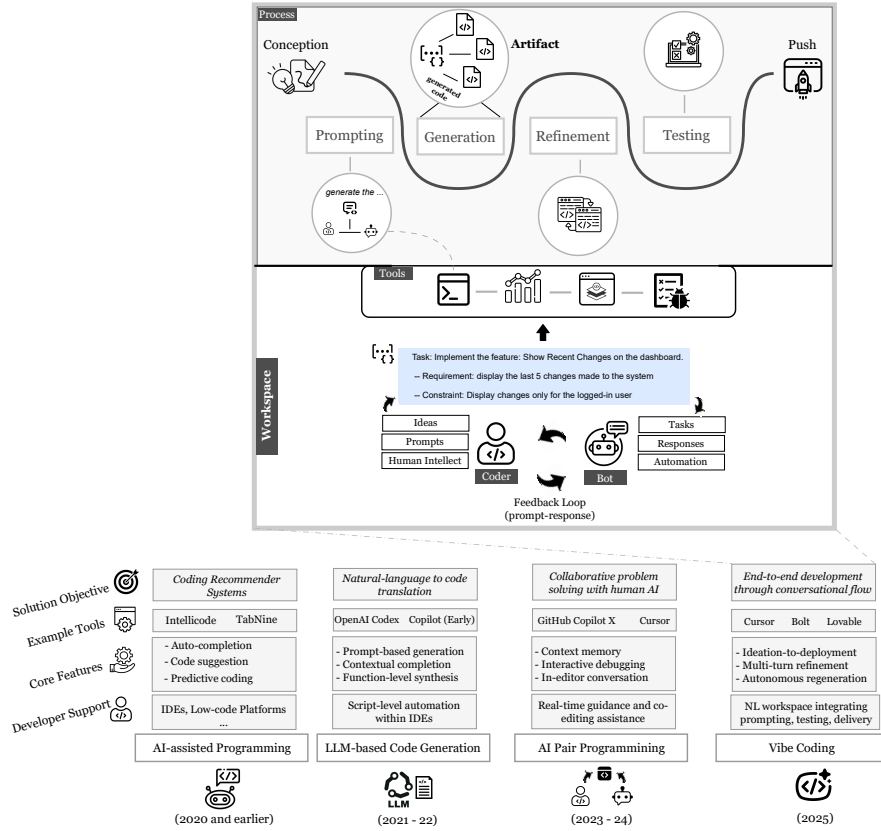 Process
Conception
Artifact
Push
generated
code
Prompting
Generation
Refinement
Testing
generate the ...
Tools
Workspace
Task: Implement the feature: Show Recent Changes on the dashboard.
-- Requirement: display the last 5 changes made to the system
-- Constraint: Display changes only for the logged-in user
Ideas
Prompts
Human Intellect
Coder
Bot
Tasks
Responses
Automation
Feedback Loop
(prompt-response)
Solution Objective
Coding Recommender
Systems
Natural-language to code
translation
Collaborative problem
solving with human AI
End-to-end development
through conversational flow
Example Tools
Intellicode TabNine
OpenAI Codex Copilot (Early)
GitHub Copilot X Cursor
Cursor Bolt Lovable
Core Features
- Auto-completion
- Code suggestion
- Predictive coding
- Prompt-based generation
- Contextual completion
- Function-level synthesis
- Context memory
- Interactive debugging
- In-editor conversation
- Ideation-to-deployment
- Multi-turn refinement
- Autonomous regeneration
Developer Support
IDEs, Low-code Platforms
...
Script-level automation
within IDEs
Real-time guidance and co-
editing assistance
NL workspace integrating
prompting, testing, delivery
AI-assisted Programming
LLM-based Code Generation
AI Pair Programmining
Vibe Coding
LLM
(2020 and earlier)
(2021 - 22)
(2023 - 24)
(2025)